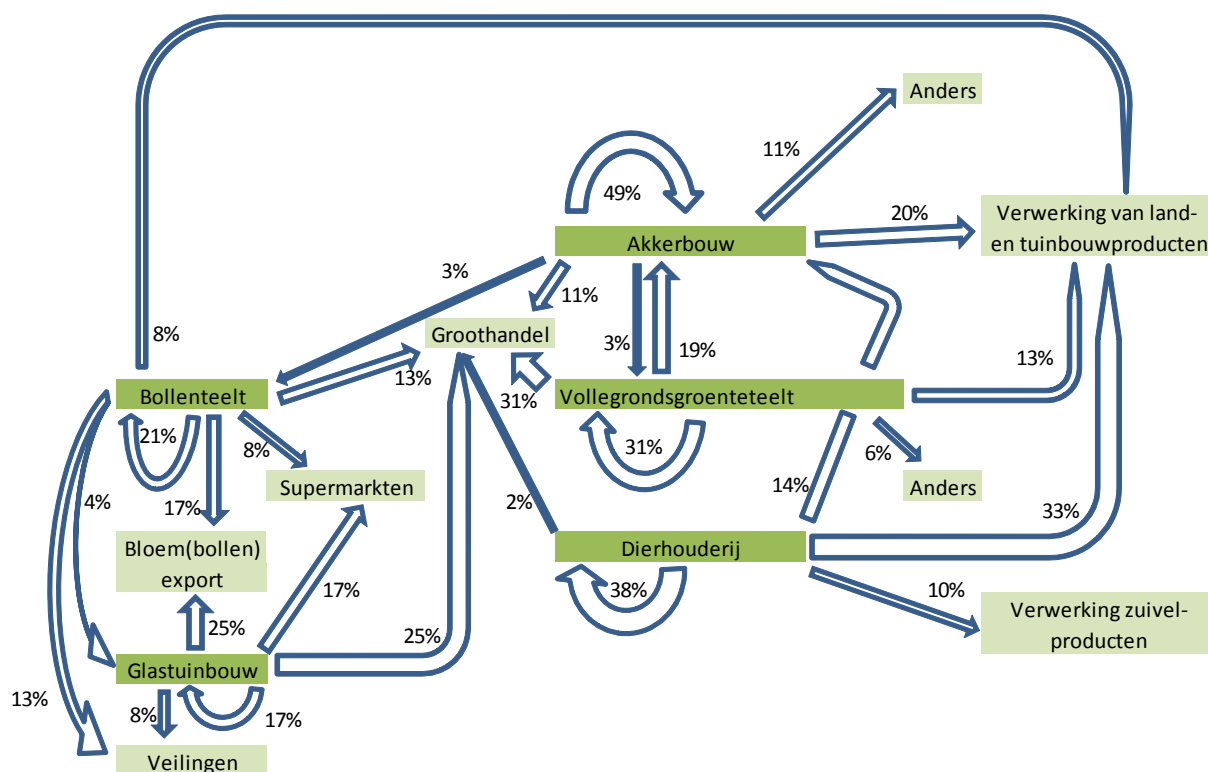 Anders
11%
49%
20%
Verwerking van land-
en tuinbouwproducten
Akkerbouw
3%
11%
Groothandel
8%
3%
19%
13%
13%
Bollenteelt
31%
Vollegrondsgroenteteelt
21%
8%
31%
6%
Supermarkten
14%
Anders
4%
17%
2%
33%
Bloem(bollen)
export
Dierhouderij
17%
38%
10%
Verwerking zuivel-
producten
25%
25%
Glastuinbouw
13%
8%
17%
Veilingen